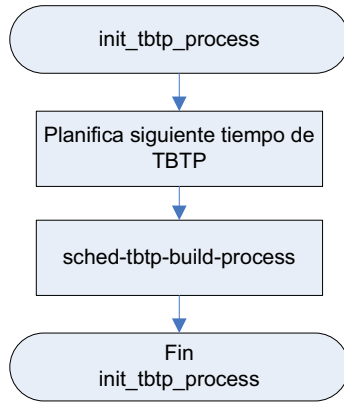 init_tbtp_process
Planifica siguiente tiempo de
TBTP
sched-tbtp-build-process
Fin
init_tbtp_process